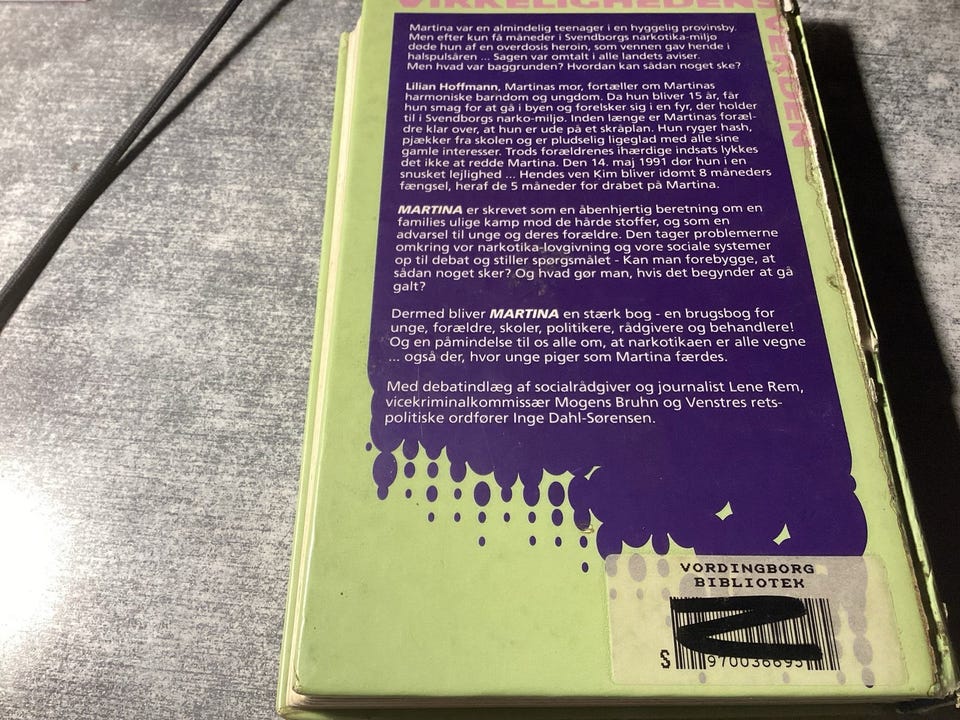 VIRKELIGHEDENS
VERDEN
Martina var en almindelig teenager i en hyggelig provinsby.
Men efter kun få måneder i Svendborgs narkotika-miljø
døde hun af en overdosis heroin, som vennen gav hende i
halspulsåren ... Sagen var omtalt i alle landets aviser.
Men hvad var baggrunden? Hvordan kan sådan noget ske?
Lilian Hoffmann, Martinas mor, fortæller om Martinas
harmoniske barndom og ungdom. Da hun bliver 15 år, får
hun smag for at gå i byen og forelsker sig i en fyr, der holder
til i Svendborgs narko-miljø. Inden længe er Martinas foræl-
dre klar over, at hun er ude på et skråplan. Hun ryger hash,
pjækker fra skolen og er pludselig ligeglad med alle sine
gamle interesser. Trods forældrenes ihærdige indsats lykkes
det ikke at redde Martina. Den 14. maj 1991 dør hun i en
snusket lejlighed ... Hendes ven Kim bliver idømt 8 måneders
fængsel, heraf de 5 måneder for drabet på Martina.
MARTINA er skrevet som en åbenhjertig beretning om en
families ulige kamp mod de hårde stoffer, og som en
advarsel til unge og deres forældre. Den tager problemerne
omkring vor narkotika-lovgivning og vore sociale systemer
op til debat og stiller spørgsmålet - Kan man forebygge, at
sådan noget sker? Og hvad gør man, hvis det begynder at gå
galt?
Dermed bliver MARTINA en stærk bog - en brugsbog for
unge, forældre, skoler, politikere, rådgivere og behandlere!
Og en påmindelse til os alle om, at narkotikaen er alle vegne
... også der, hvor unge piger som Martina færdes.
Med debatindlæg af socialrådgiver og journalist Lene Rem,
vicekriminalkommissær Mogens Bruhn og Venstres rets-
politiske ordfører Inge Dahl-Sørensen.
VORDINGBORG
BIBLIOTEK
S